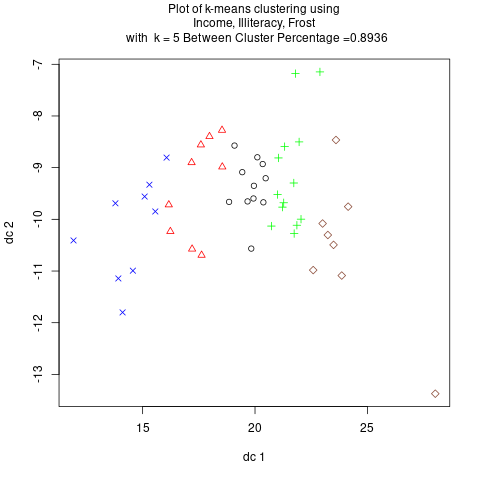 Plot of k-means clustering using
Income, Illiteracy, Frost
with k = 5 Between Cluster Percentage =0.8936
-7
-8
-9
-10
-11
-12
-13
dc 2
15
20
25
dc 1